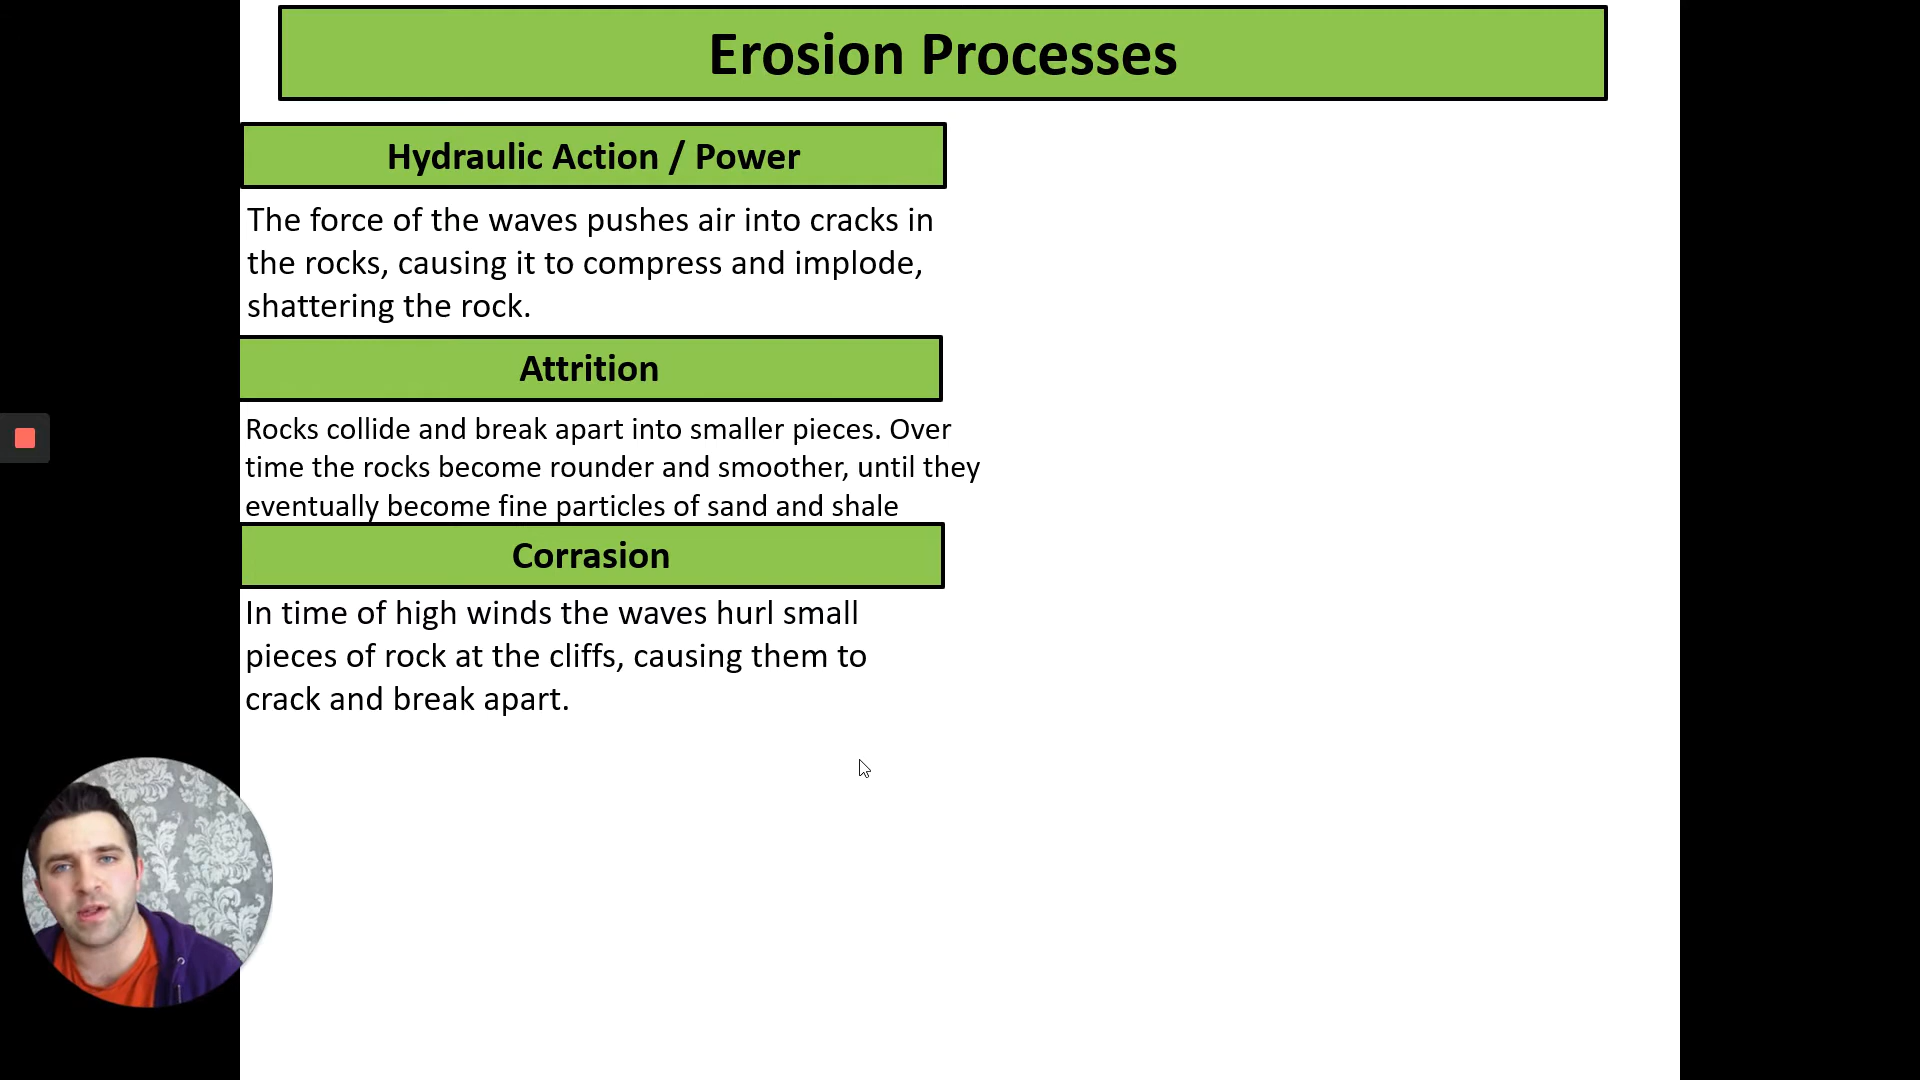 Erosion Processes
Hydraulic Action / Power
The force of the waves pushes air into cracks in
the rocks, causing it to compress and implode,
shattering the rock.
Attrition
Rocks collide and break apart into smaller pieces. Over
time the rocks become rounder and smoother, until they
eventually become fine particles of sand and shale
Corrasion
In time of high winds the waves hurl small
pieces of rock at the cliffs, causing them to
crack and break apart.